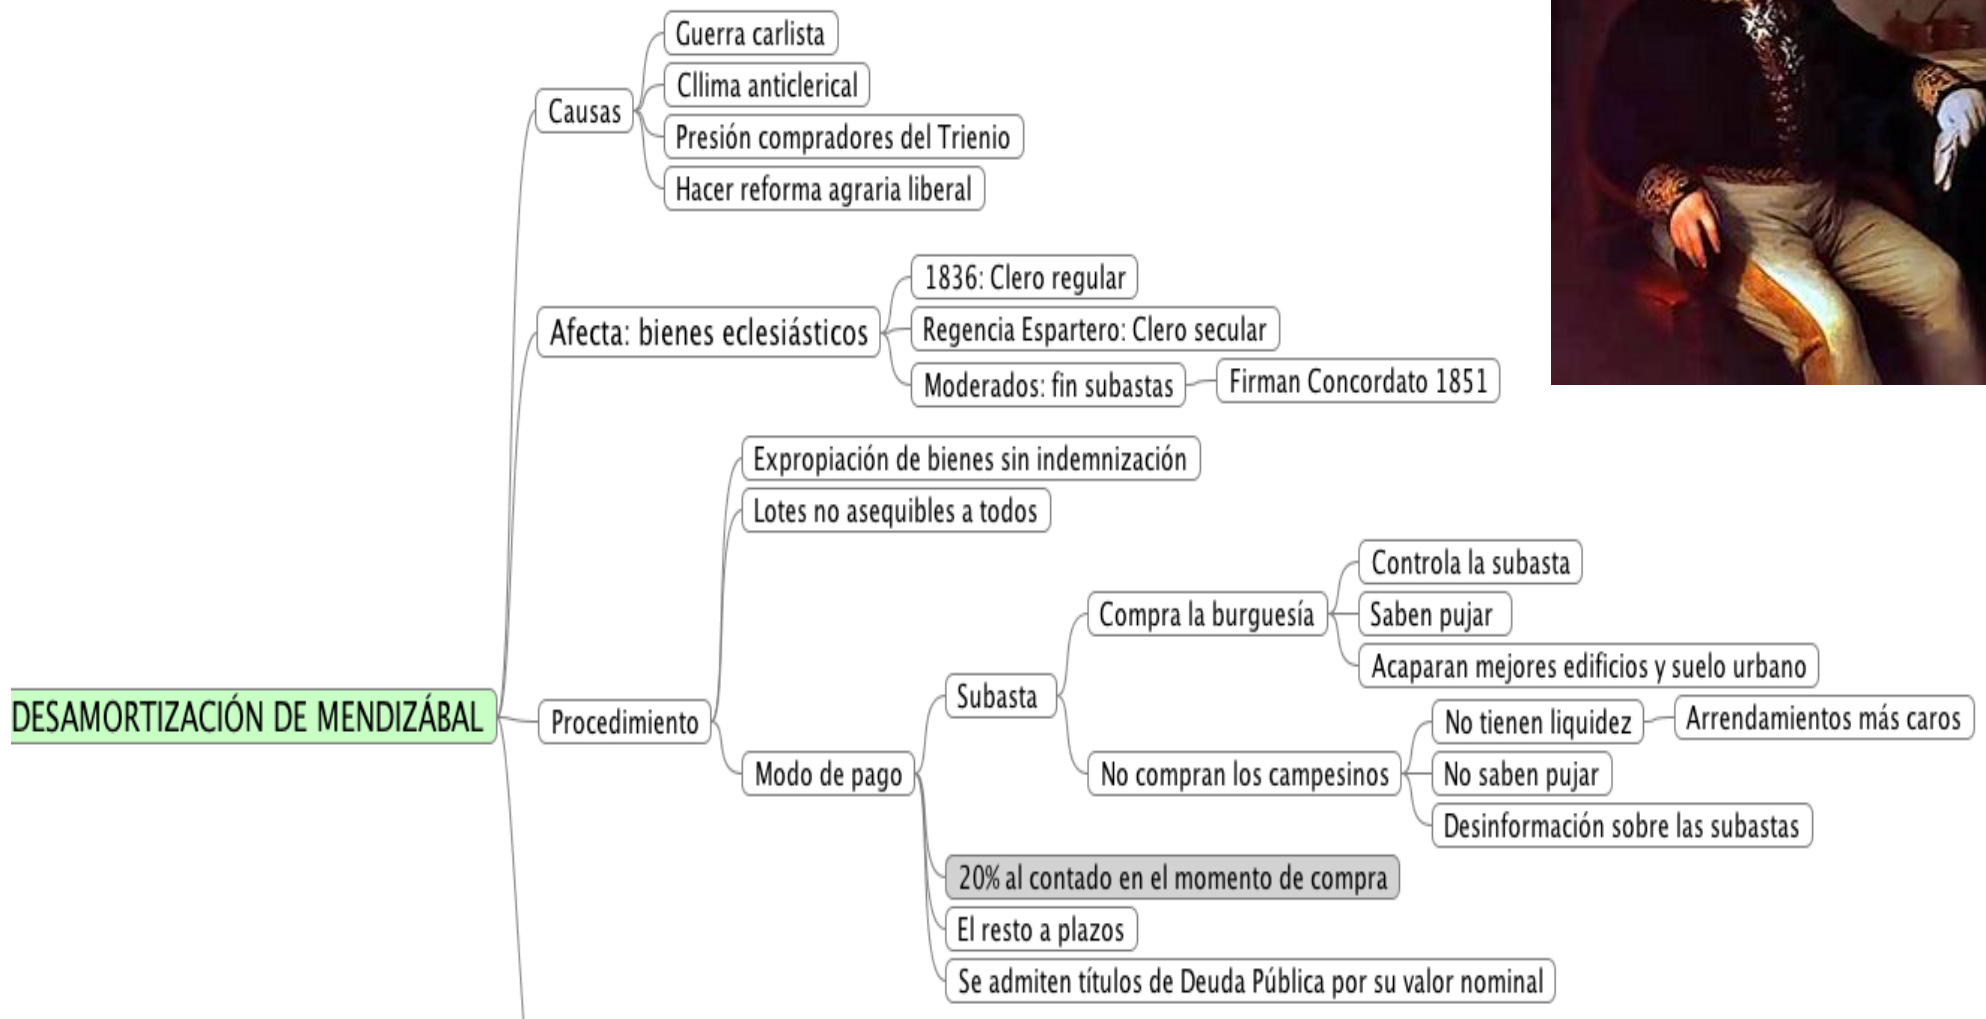 Guerra carlista
Cllima anticlerical
Causas
Presión compradores del Trienio
Hacer reforma agraria liberal
1836: Clero regular
Afecta: bienes eclesiásticos
Regencia Espartero: Clero secular
Moderados: fin subastas
Firman Concordato 1851
Expropiación de bienes sin indemnización
Lotes no asequibles a todos
Controla la subasta
Compra la burguesía
Saben pujar
Acaparan mejores edificios y suelo urbano
Subasta
DESAMORTIZACIÓN DE MENDIZÁBAL
Procedimiento
No tienen liquidez
Arrendamientos más caros
Modo de pago
No compran los campesinos
No saben pujar
Desinformación sobre las subastas
20% al contado en el momento de compra
El resto a plazos
Se admiten títulos de Deuda Pública por su valor nominal